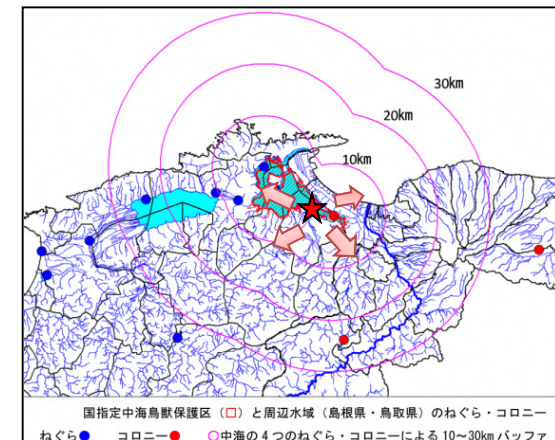 30km
20km
10km
国指定中海鳥獣保護区（□）と周辺水域（島根県・鳥取県）のねぐら・コロニー
ねぐら● コロニー● ○中海の4つのねぐら・コロニーによる10～30kmバッファ